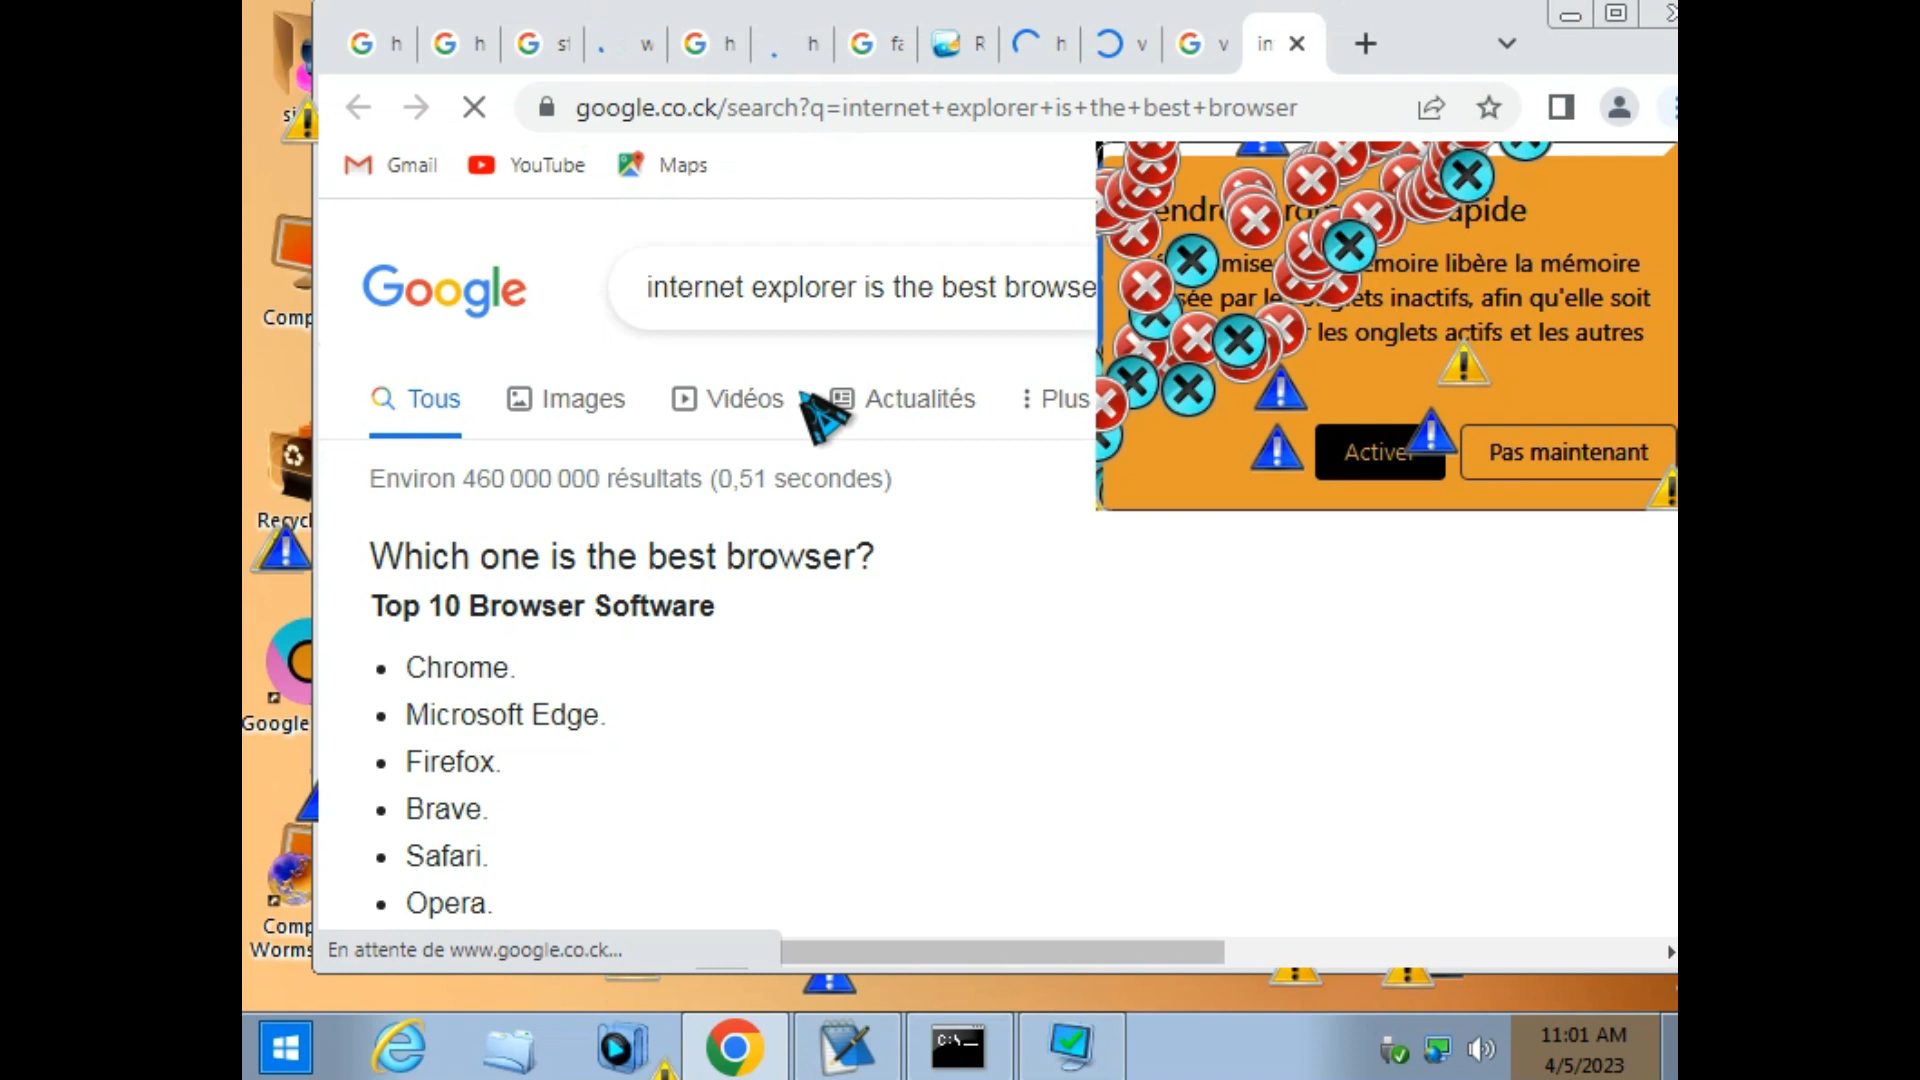 h
h
h
R
h
v
v
in
google.co.ck/search?q=internet+explorer+is+the+best+browser
Gmail
YouTube
Maps
Google
internet explorer is the best browse
Tous
Images
Vidéos
Actualités
Plus
mémoire libère la mémoire
inactifs, afin qu'elle soit
les onglets actifs et les autres
Pas maintenant
Environ 460 000 000 résultats (0,51 secondes)
Which one is the best browser?
Top 10 Browser Software
Chrome.
Microsoft Edge.
Firefox.
Brave.
Safari.
Opera.
En attente de www.google.co.ck...
Comp
Recycl
Google
Comp
Worms
C:\
11:01 AM
4/5/2023